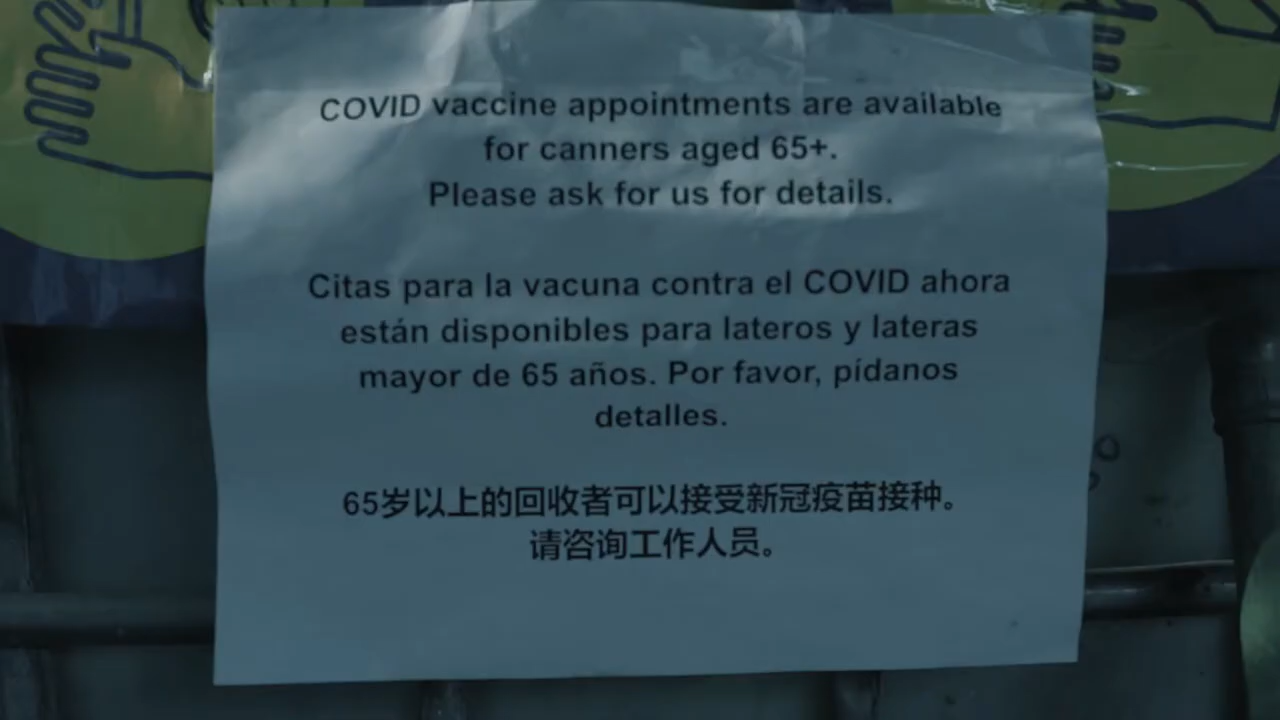 COVID vaccine appointments are available
for canners aged 65+.
Please ask for us for details.
Citas para la vacuna contra el COVID ahora
están disponibles para lateros y lateras
mayor de 65 años. Por favor, pídanos
detalles.
65岁以上的回收者可以接受新冠疫苗接种。
请咨询工作人员。